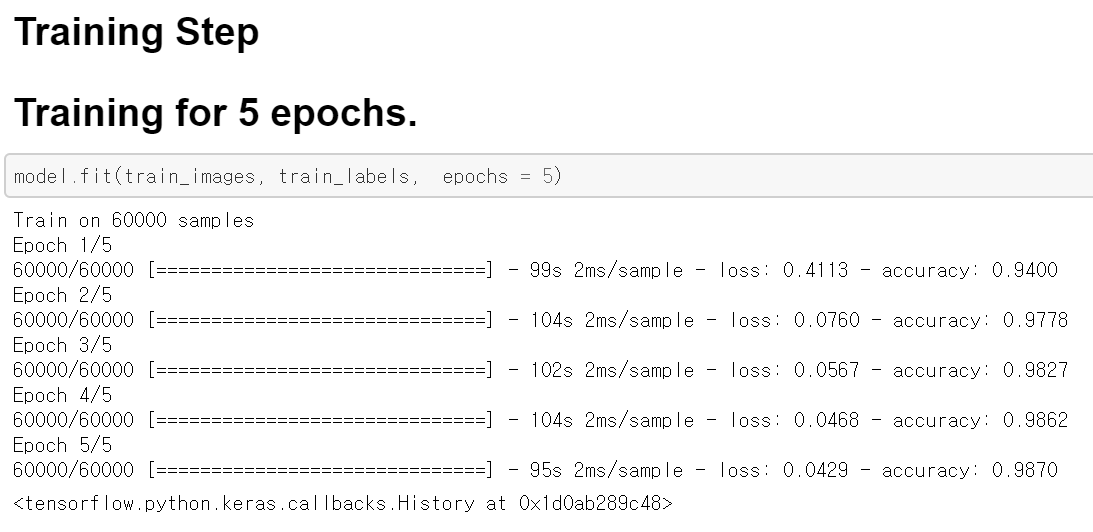 Training Step
Training for 5 epochs.
model.fit(train_images, train_labels,  epochs = 5)
Train on 60000 samples
Epoch 1/5
60000/60000 [==============================] - 99s 2ms/sample - loss: 0.4113 - accuracy: 0.9400
Epoch 2/5
60000/60000 [==============================] - 104s 2ms/sample - loss: 0.0760 - accuracy: 0.9778
Epoch 3/5
60000/60000 [==============================] - 102s 2ms/sample - loss: 0.0567 - accuracy: 0.9827
Epoch 4/5
60000/60000 [==============================] - 104s 2ms/sample - loss: 0.0468 - accuracy: 0.9862
Epoch 5/5
60000/60000 [==============================] - 95s 2ms/sample - loss: 0.0429 - accuracy: 0.9870
<tensorflow.python.keras.callbacks.History at 0x1d0ab289c48>